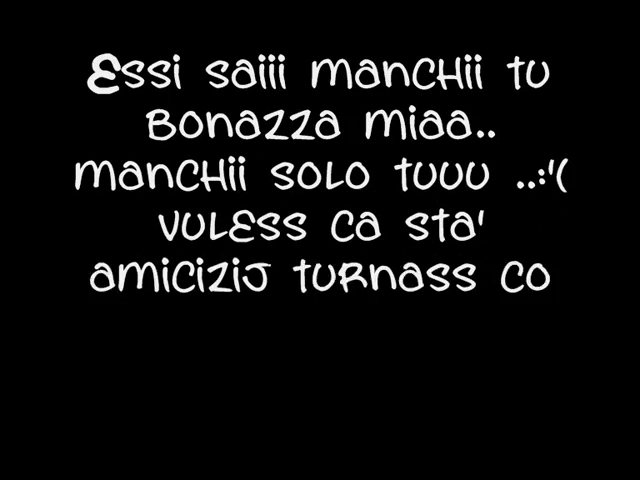 Essi saiii manchii tu
bonazza miaa..
manchii solo tuuu ..:'(
vuless ca sta'
amicizij turnass co